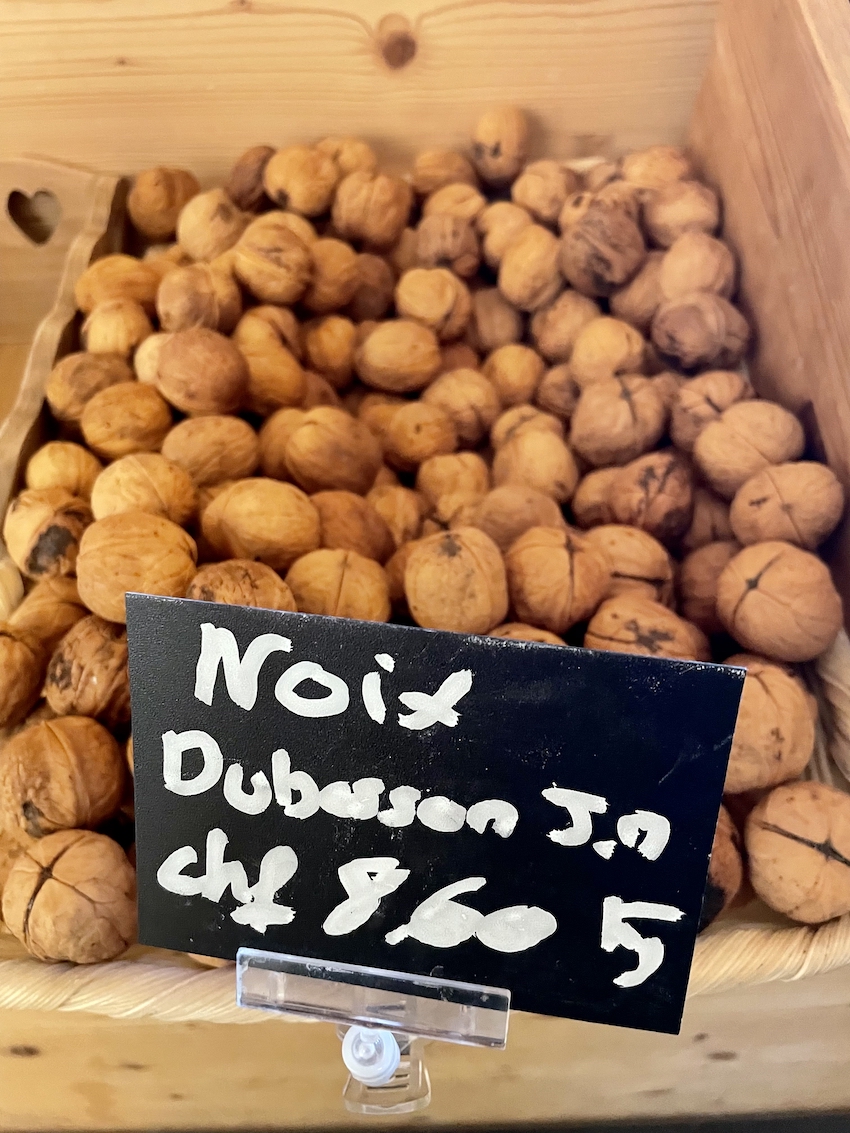 Noix
Dubosson J.n
chf 8,60 5